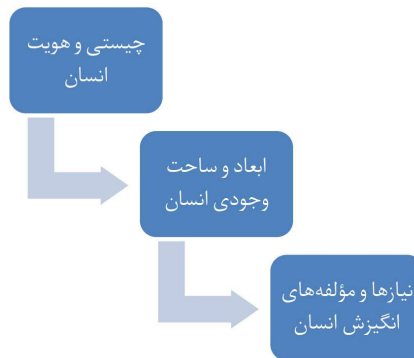 چیستی و هویت
انسان
ابعاد و ساحت
وجودی انسان
نیازها و مؤلفه‌های
انگیزش انسان